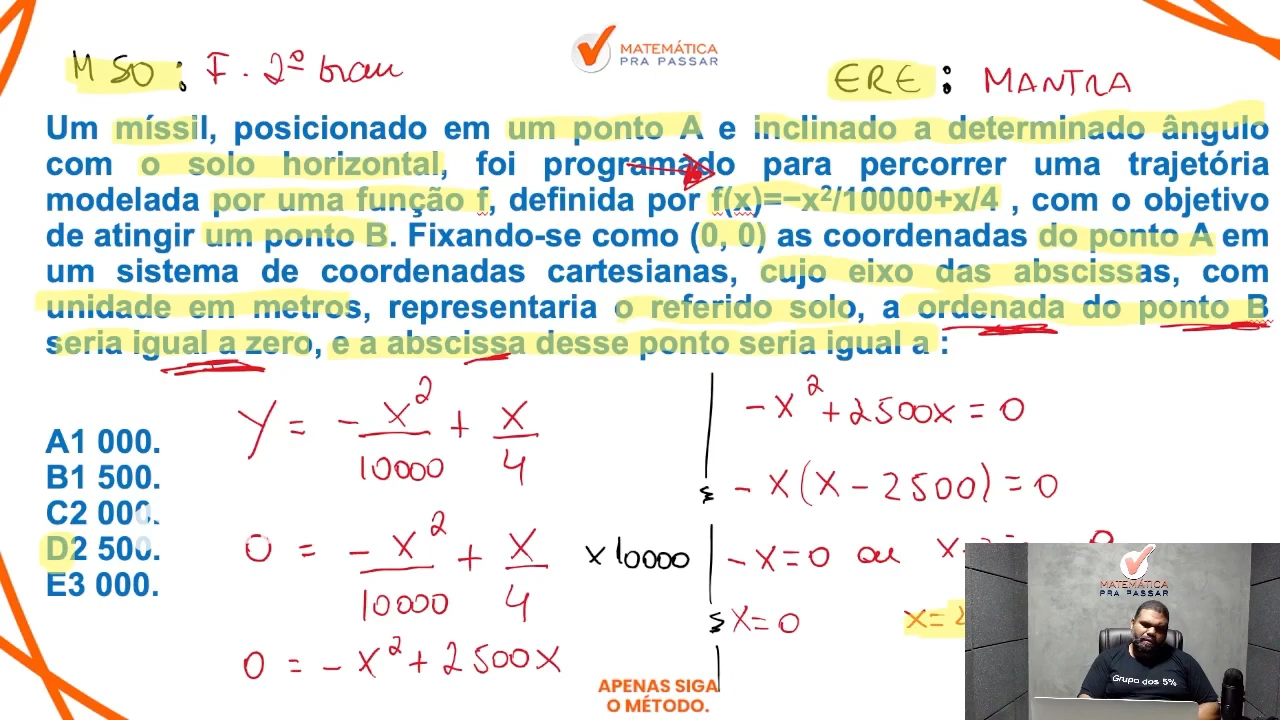 MATEMÁTICA
PRA PASSAR
M SO : F. 2º Grau
ERE : MANTRA
Um míssil, posicionado em um ponto A e inclinado a determinado ângulo
com o solo horizontal, foi programado para percorrer uma trajetória
modelada por uma função f, definida por f(x)=−x²/10000+x/4 , com o objetivo
de atingir um ponto B. Fixando-se como (0, 0) as coordenadas do ponto A em
um sistema de coordenadas cartesianas, cujo eixo das abscissas, com
unidade em metros, representaria o referido solo, a ordenada do ponto B
seria igual a zero, e a abscissa desse ponto seria igual a :
A1 000.
B1 500.
C2 000.
D2 500.
E3 000.
Y = - x²/10000 + x/4
0 = - x²/10000 + x/4 x 10000
0 = - x² + 2500x
- x² + 2500x = 0
- x(x - 2500) = 0
- x = 0 ou
x = 0
MATEMÁTICA
PRA PASSAR
Grupo dos 5%
APENAS SIGA
O MÉTODO.